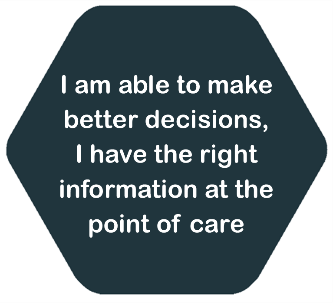 I am able to make
better decisions,
I have the right
information at the
point of care